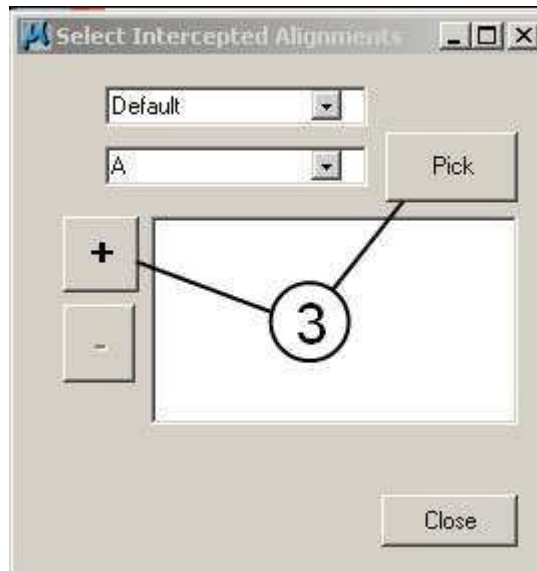 Select Intercepted Alignments
Default
A
Pick
+
3
-
Close